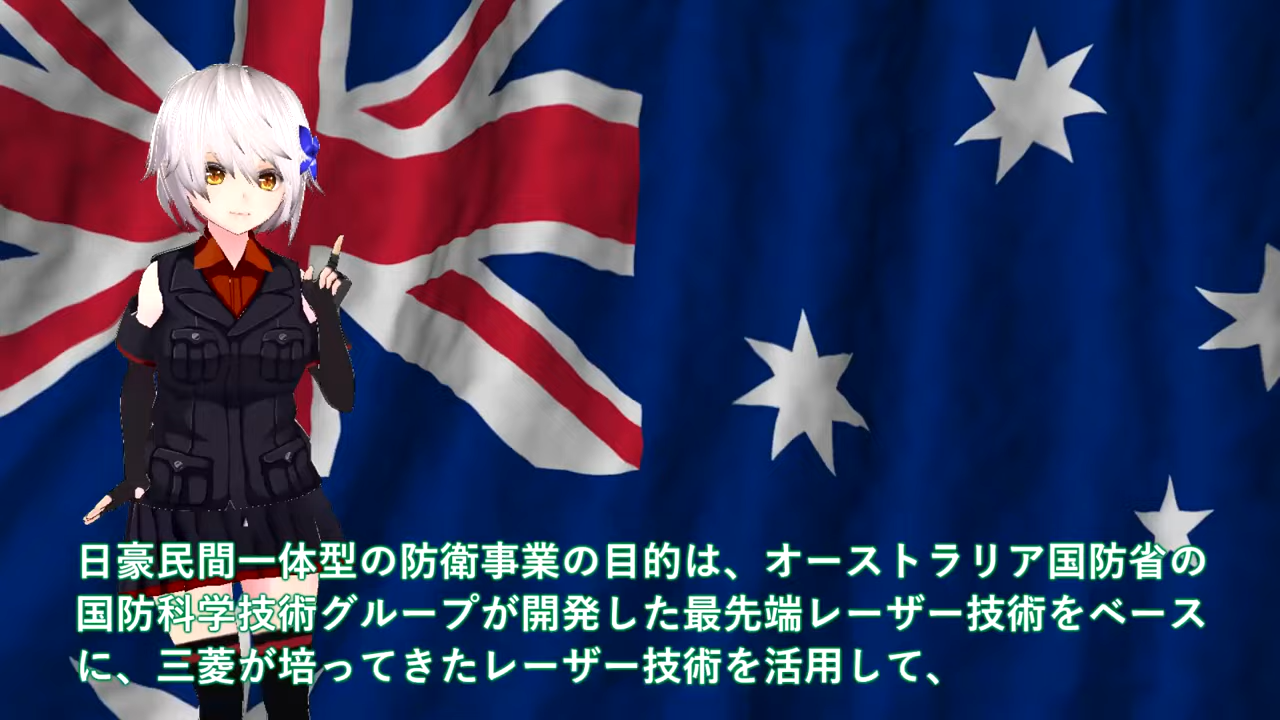 日豪民間一体型の防衛事業の目的は、オーストラリア国防省の
国防科学技術グループが開発した最先端レーザー技術をベース
に、三菱が培ってきたレーザー技術を活用して、